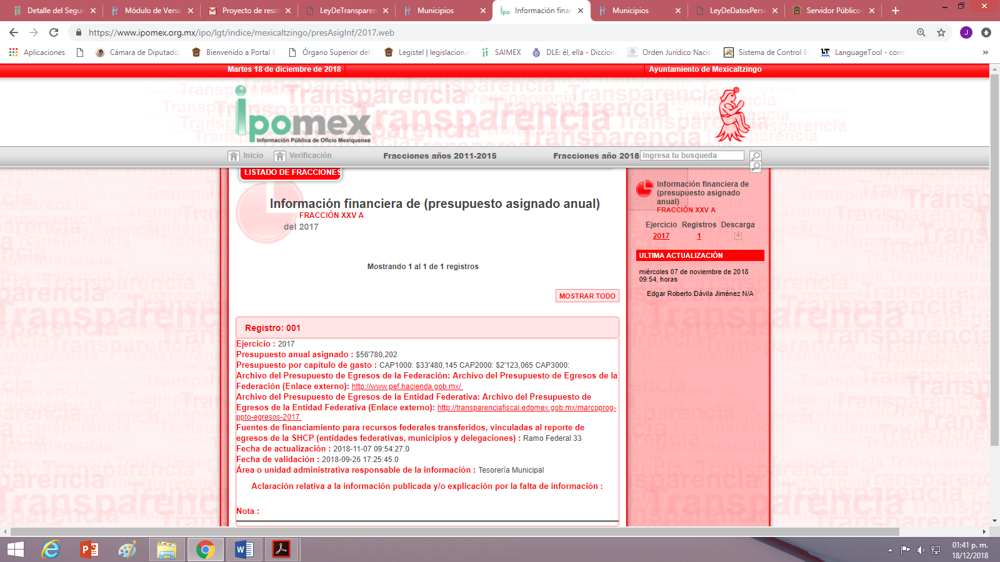 Detalle del Segui
Módulo de Versio
Proyecto de reso
LeyDeTransparen
Municipios
Información finan
Municipios
LeyDeDatosPerso
Servidor Público
https://www.ipomex.org.mx/ipo/lgt/indice/mexicaltzingo/presAsigInf/2017.web
J
Aplicaciones
Cámara de Diputado
Bienvenido a Portal C
Órgano Superior del
Legistel | legislacion.e
SAIMEX
DLE: él, ella - Diccion
Orden Jurídico Nacio
Sistema de Control E
LT
LanguageTool - corre
»
Martes 18 de diciembre de 2018
Ayuntamiento de Mexicaltzingo
Transparencia
ipomex
Información Pública de Oficio Mexiquense
Inicio
Verificación
Fracciones años 2011-2015
Fracciones año 2018
Ingresa tu busqueda
LISTADO DE FRACCIONES
Información financiera de (presupuesto asignado anual)
FRACCIÓN XXV A
del 2017
Mostrando 1 al 1 de 1 registros
MOSTRAR TODO
Registro: 001
Ejercicio : 2017
Presupuesto anual asignado : $56'780,202
Presupuesto por capítulo de gasto : CAP1000: $33'480,145 CAP2000: $2'123,065 CAP3000:
Archivo del Presupuesto de Egresos de la Federación: Archivo del Presupuesto de Egresos de la
Federación (Enlace externo): http://www.pef.hacienda.gob.mx/
Archivo del Presupuesto de Egresos de la Entidad Federativa: Archivo del Presupuesto de
Egresos de la Entidad Federativa (Enlace externo): http://transparenciafiscal.edomex.gob.mx/marcoprog-
ppto-egresos-2017
Fuentes de financiamiento para recursos federales transferidos, vinculadas al reporte de
egresos de la SHCP (entidades federativas, municipios y delegaciones) : Ramo Federal 33
Fecha de actualización : 2018-11-07 09:54:27.0
Fecha de validación : 2018-09-26 17:25:45.0
Área o unidad administrativa responsable de la información : Tesorería Municipal
Aclaración relativa a la información publicada y/o explicación por la falta de información :
Nota :
Información financiera de
(presupuesto asignado
anual)
FRACCIÓN XXV A
Ejercicio Registros Descarga
2017 1
ULTIMA ACTUALIZACIÓN
miércoles 07 de noviembre de 2018
09:54, horas
Edgar Roberto Dávila Jiménez N/A
01:41 p. m.
18/12/2018